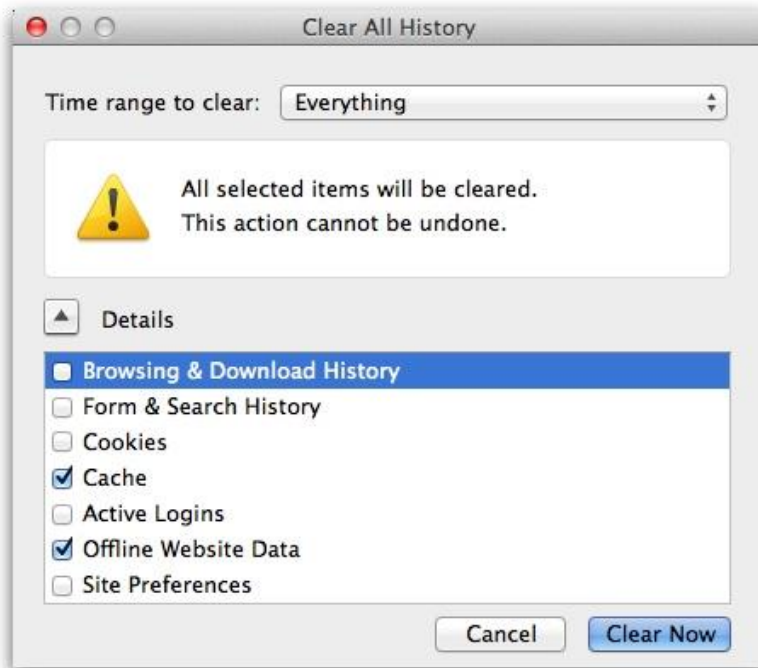 Clear All History
Time range to clear: Everything
All selected items will be cleared.
This action cannot be undone.
Details
Browsing & Download History
Form & Search History
Cookies
Cache
Active Logins
Offline Website Data
Site Preferences
Cancel Clear Now